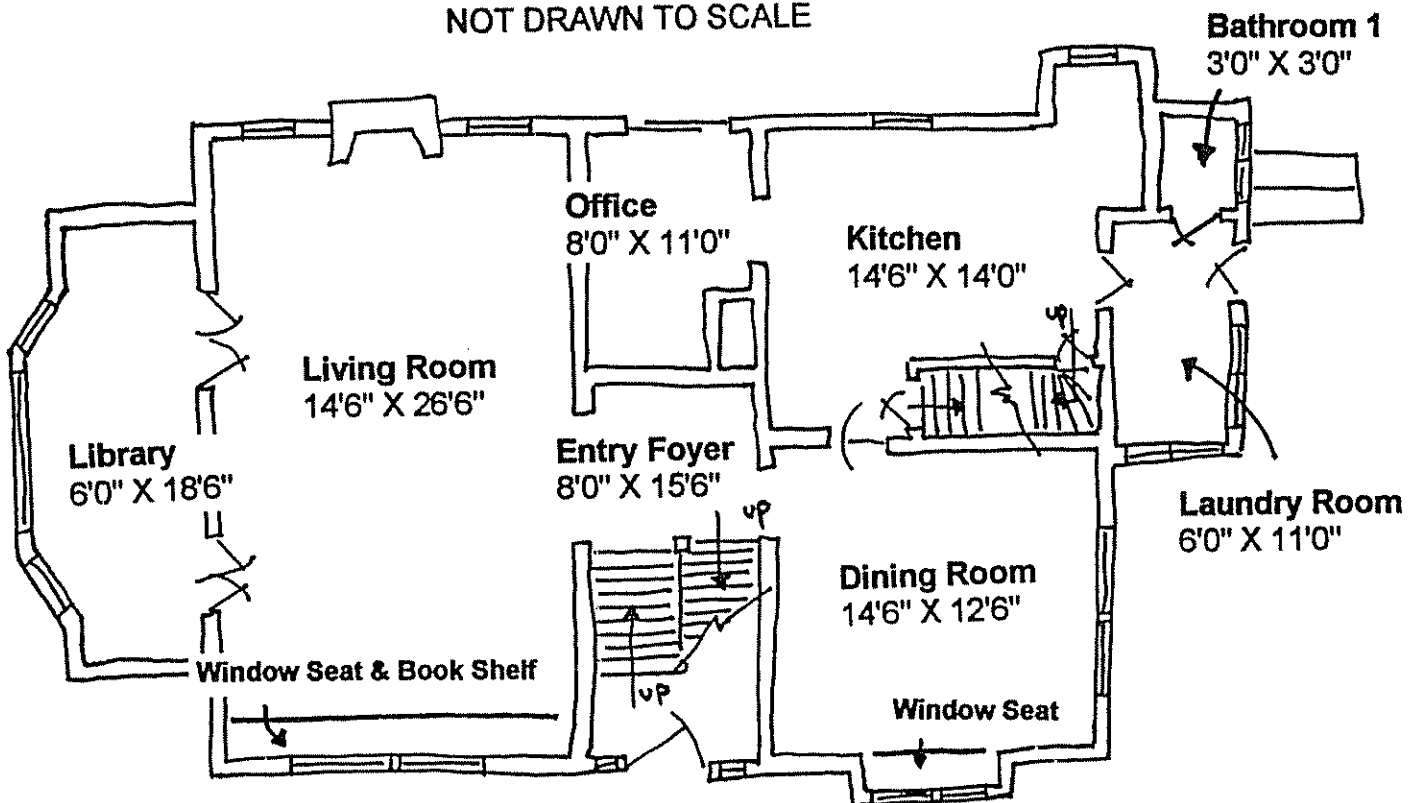 NOT DRAWN TO SCALE
Bathroom 1
3'0" X 3'0"
Office
8'0" X 11'0"
Kitchen
14'6" X 14'0"
up
Living Room
14'6" X 26'6"
Library
6'0" X 18'6"
Entry Foyer
8'0" X 15'6"
up
Laundry Room
6'0" X 11'0"
Dining Room
14'6" X 12'6"
Window Seat & Book Shelf
up
Window Seat